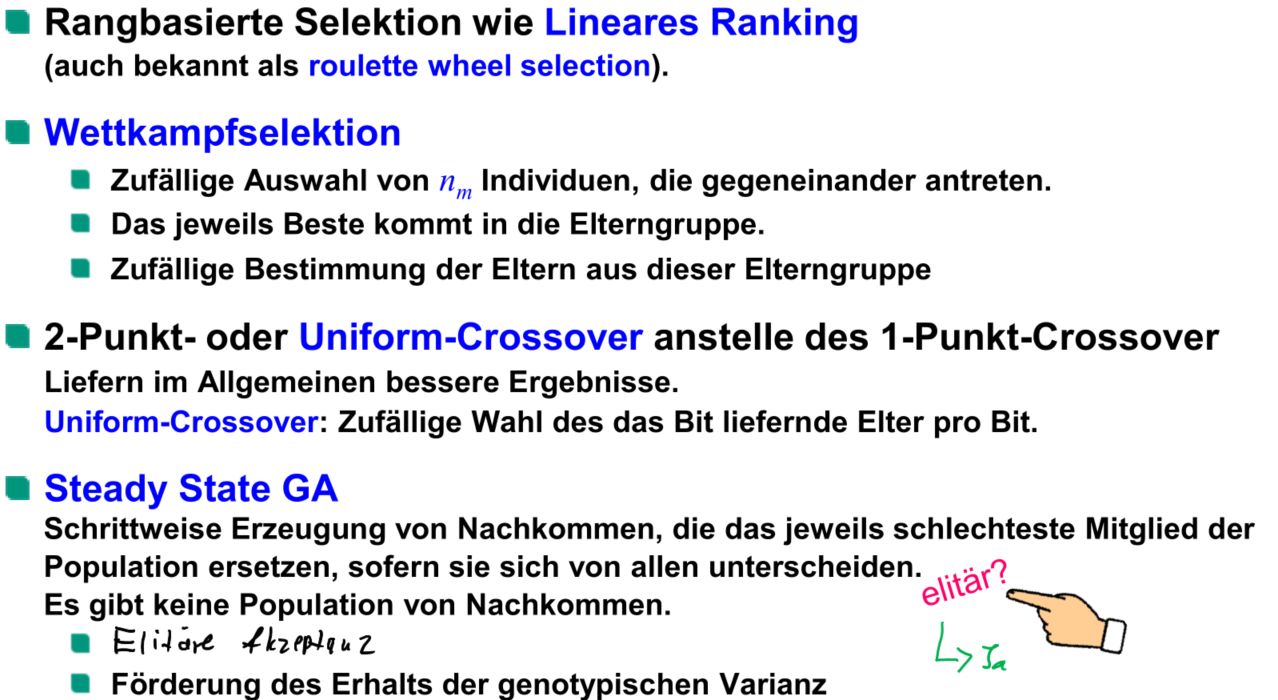 Rangbasierte Selektion wie Lineares Ranking
(auch bekannt als roulette wheel selection).
Wettkampfselektion
Zufällige Auswahl von nₘ Individuen, die gegeneinander antreten.
Das jeweils Beste kommt in die Elterngruppe.
Zufällige Bestimmung der Eltern aus dieser Elterngruppe
2-Punkt- oder Uniform-Crossover anstelle des 1-Punkt-Crossover
Liefern im Allgemeinen bessere Ergebnisse.
Uniform-Crossover: Zufällige Wahl des das Bit liefernde Elter pro Bit.
Steady State GA
Schrittweise Erzeugung von Nachkommen, die das jeweils schlechteste Mitglied der
Population ersetzen, sofern sie sich von allen unterscheiden.
elitär?
Es gibt keine Population von Nachkommen.
Elitäre Akzeptanz
↳ Ja
Förderung des Erhalts der genotypischen Varianz